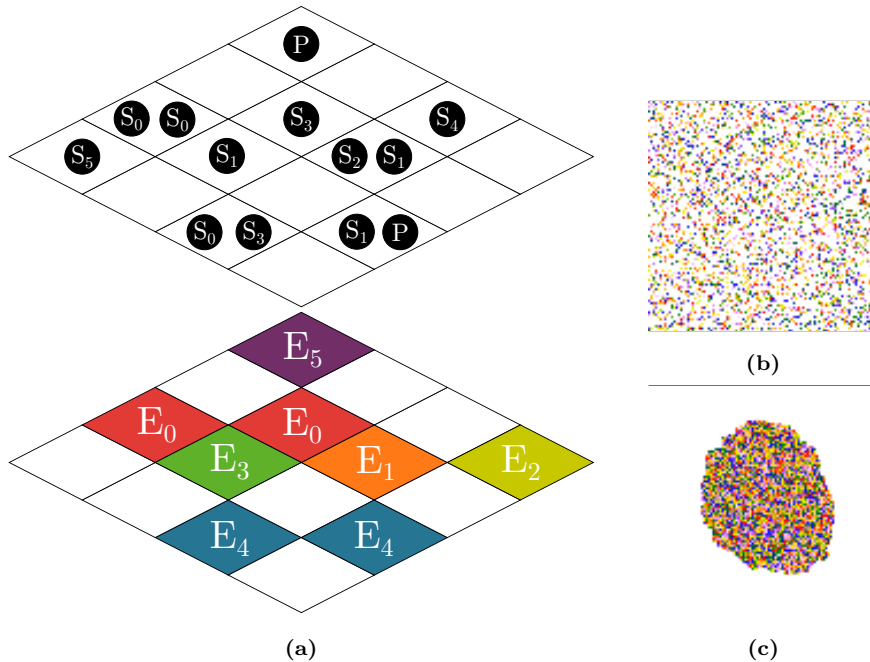 P
S₀ S₀ S₃ S₄
S₅ S₁ S₂ S₁
S₀ S₃ S₁ P
E₅
E₀ E₀
E₃ E₁ E₂
E₄ E₄
(a)
(b)
(c)